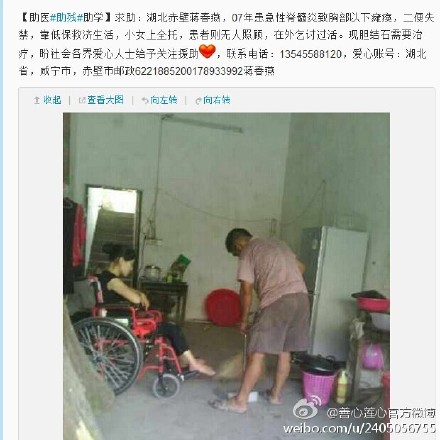 【助医#助残#助学】求助：湖北赤壁蒋春燕，07年患急性脊髓炎致胸部以下瘫痪，二便失
禁，靠低保救济生活，小女上全托，患者则无人照顾，在外乞讨过活。现胆结石需要治
疗，盼社会各界爱心人士给予关注援助❤，联系电话：13545588120，爱心账号：湖北
省，咸宁市，赤壁市邮政6221885200178933992蒋春燕
收起 | 查看大图 向左转 向右转
@善心莲心官方微博
weibo.com/u/2405056755